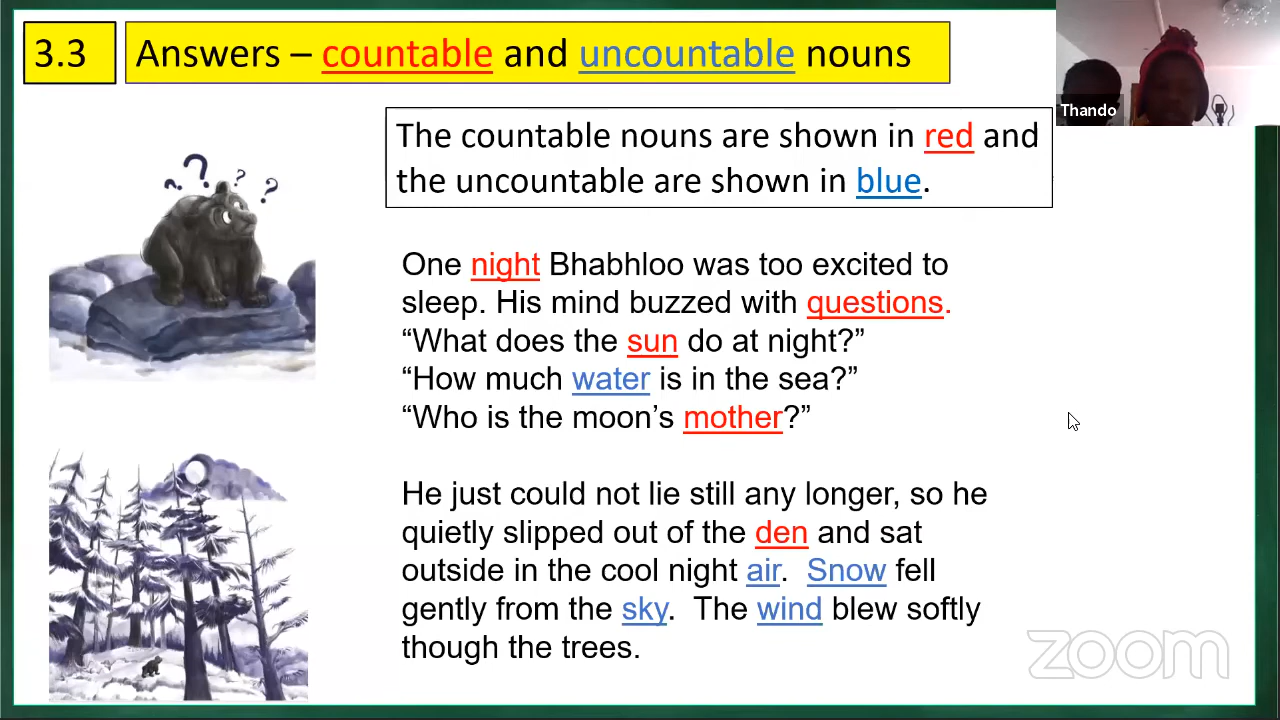 3.3
Answers – countable and uncountable nouns
Thando
The countable nouns are shown in red and
the uncountable are shown in blue.
One night Bhabhloo was too excited to
sleep. His mind buzzed with questions.
“What does the sun do at night?”
“How much water is in the sea?”
“Who is the moon’s mother?”
He just could not lie still any longer, so he
quietly slipped out of the den and sat
outside in the cool night air. Snow fell
gently from the sky. The wind blew softly
though the trees.
zoom
? ? ? ?